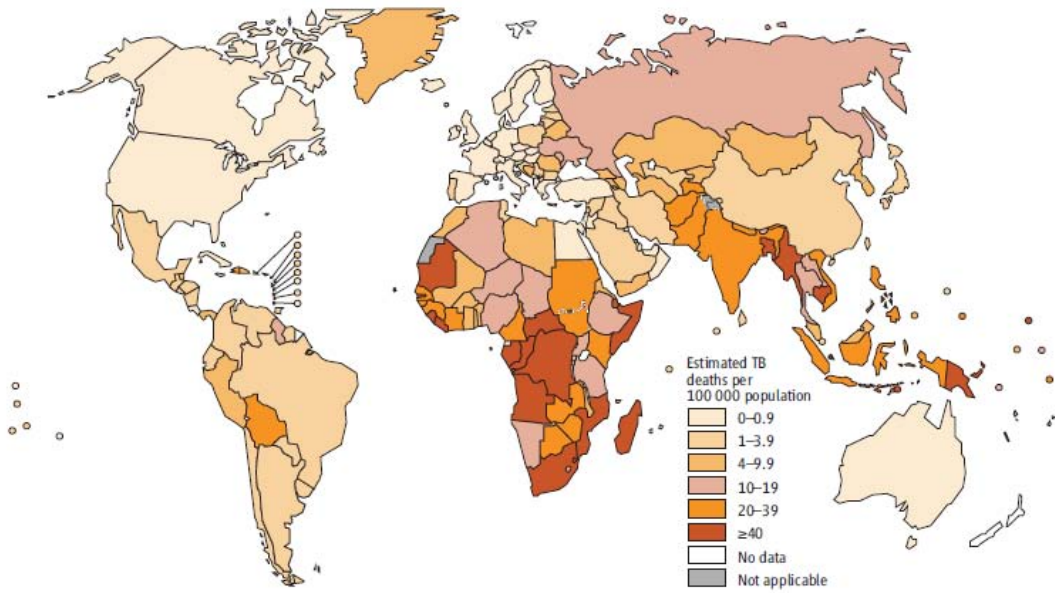 Estimated TB
deaths per
100 000 population
0–0.9
1–3.9
4–9.9
10–19
20–39
≥40
No data
Not applicable